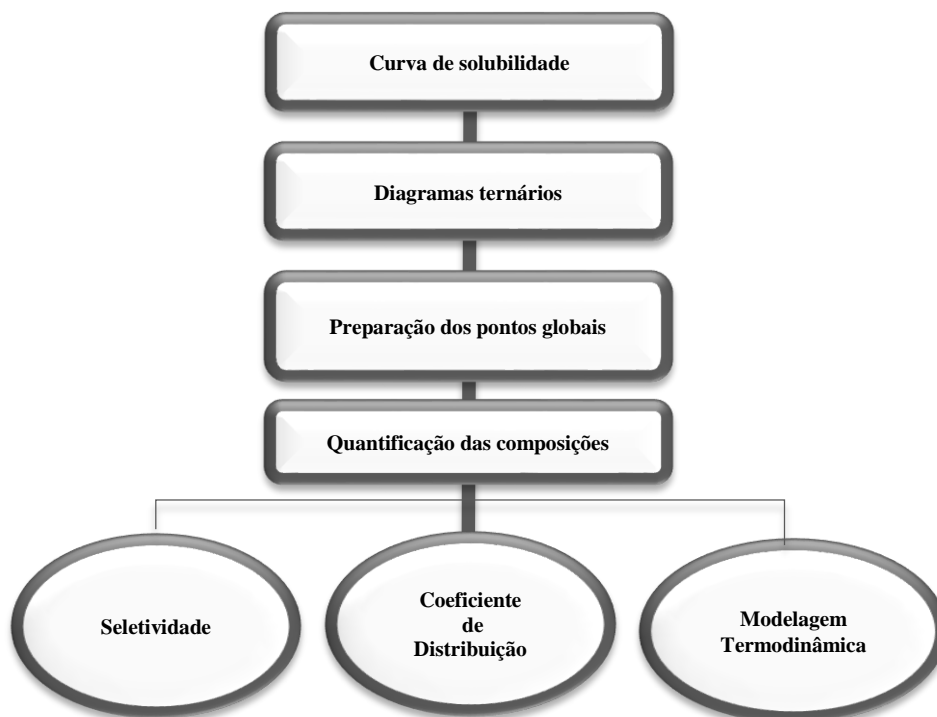 Curva de solubilidade
Diagramas ternários
Preparação dos pontos globais
Quantificação das composições
Seletividade
Coeficiente
de
Distribuição
Modelagem
Termodinâmica